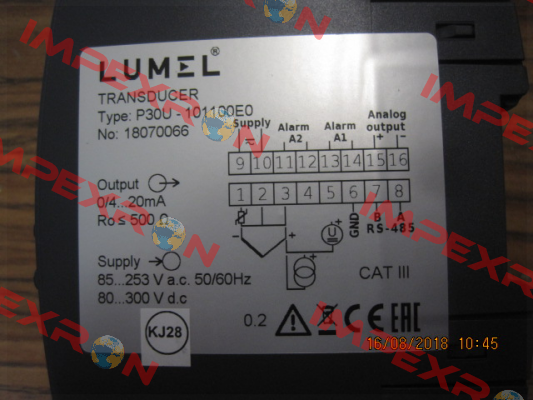 LUMEL®
TRANSDUCER
Type: P30U - 101100E0
No: 18070066
Output
0/4...20mA
Ro ≤ 500 Ω
Supply
85...253 V a.c. 50/60Hz
80...300 V d.c
KJ28
Supply Alarm A2 Alarm A1 Analog output
+ -
9 10 11 12 13 14 15 16
1 2 3 4 5 6 7 8
GND B A
RS-485
+ -
U
CAT III
0.2
CE EAC
16/08/2018 10:45
IMPEXRON
IMPEXRON
IMPEXRON
IMPEXRON